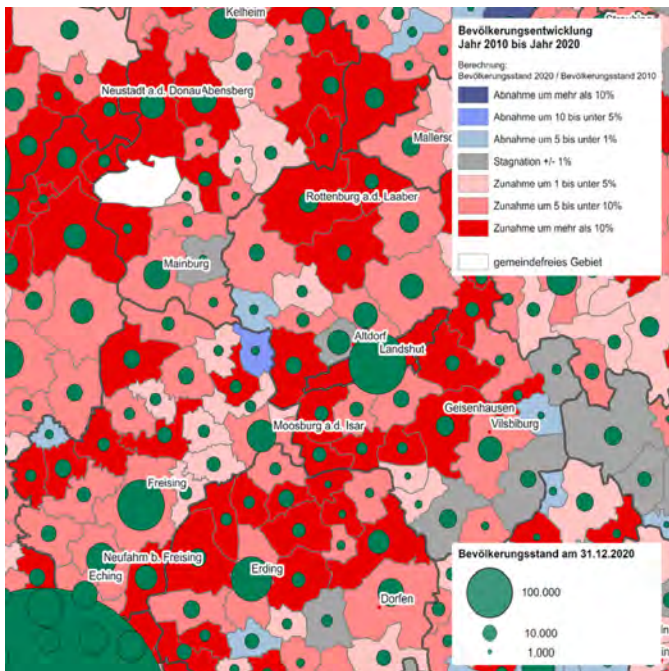 Kelheim
Neustadt a.d. Donau
Abensberg
Rottenburg a.d. Laaber
Mainburg
Altdorf
Landshut
Geisenhausen
Vilsbiburg
Moosburg a.d. Isar
Freising
Neufahrn b. Freising
Eching
Erding
Dorfen
Bevölkerungsentwicklung
Jahr 2010 bis Jahr 2020
Berechnung:
Bevölkerungsstand 2020 / Bevölkerungsstand 2010
Abnahme um mehr als 10%
Abnahme um 10 bis unter 5%
Abnahme um 5 bis unter 1%
Stagnation +/- 1%
Zunahme um 1 bis unter 5%
Zunahme um 5 bis unter 10%
Zunahme um mehr als 10%
gemeindefreies Gebiet
Bevölkerungsstand am 31.12.2020
100.000
10.000
1.000